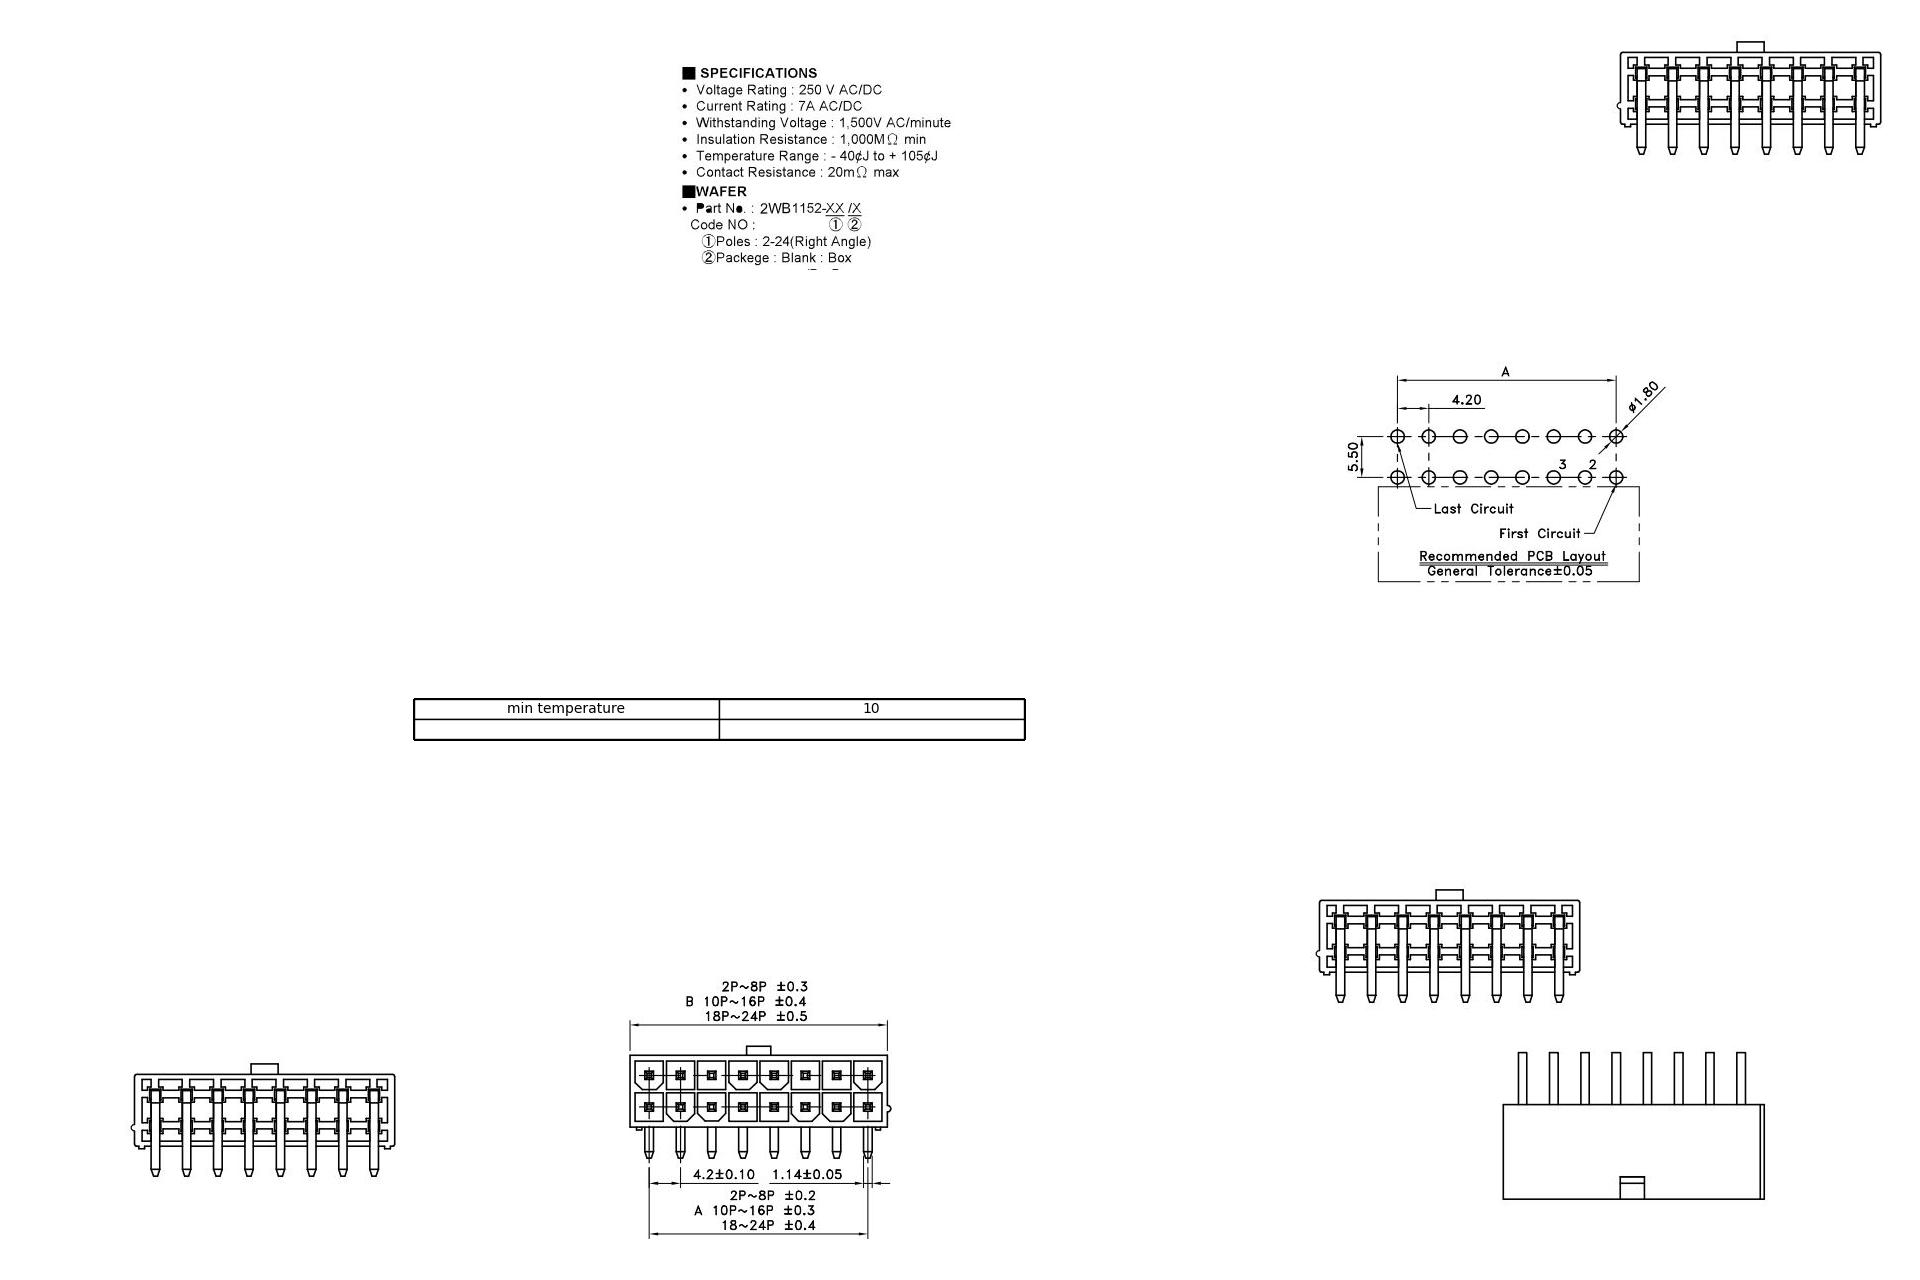 ■ SPECIFICATIONS
• Voltage Rating : 250 V AC/DC
• Current Rating : 7A AC/DC
• Withstanding Voltage : 1,500V AC/minute
• Insulation Resistance : 1,000MΩ min
• Temperature Range : - 40¢J to + 105¢J
• Contact Resistance : 20mΩ max
■WAFER
• Part No. : 2WB1152-XX /X
Code NO : ① ②
①Poles : 2-24(Right Angle)
②Packege : Blank : Box
A
4.20
ø1.80
5.50
3 2
Last Circuit
First Circuit
Recommended PCB Layout
General Tolerance±0.05
min temperature 10
2P~8P ±0.3
B 10P~16P ±0.4
18P~24P ±0.5
4.2±0.10 1.14±0.05
2P~8P ±0.2
A 10P~16P ±0.3
18~24P ±0.4